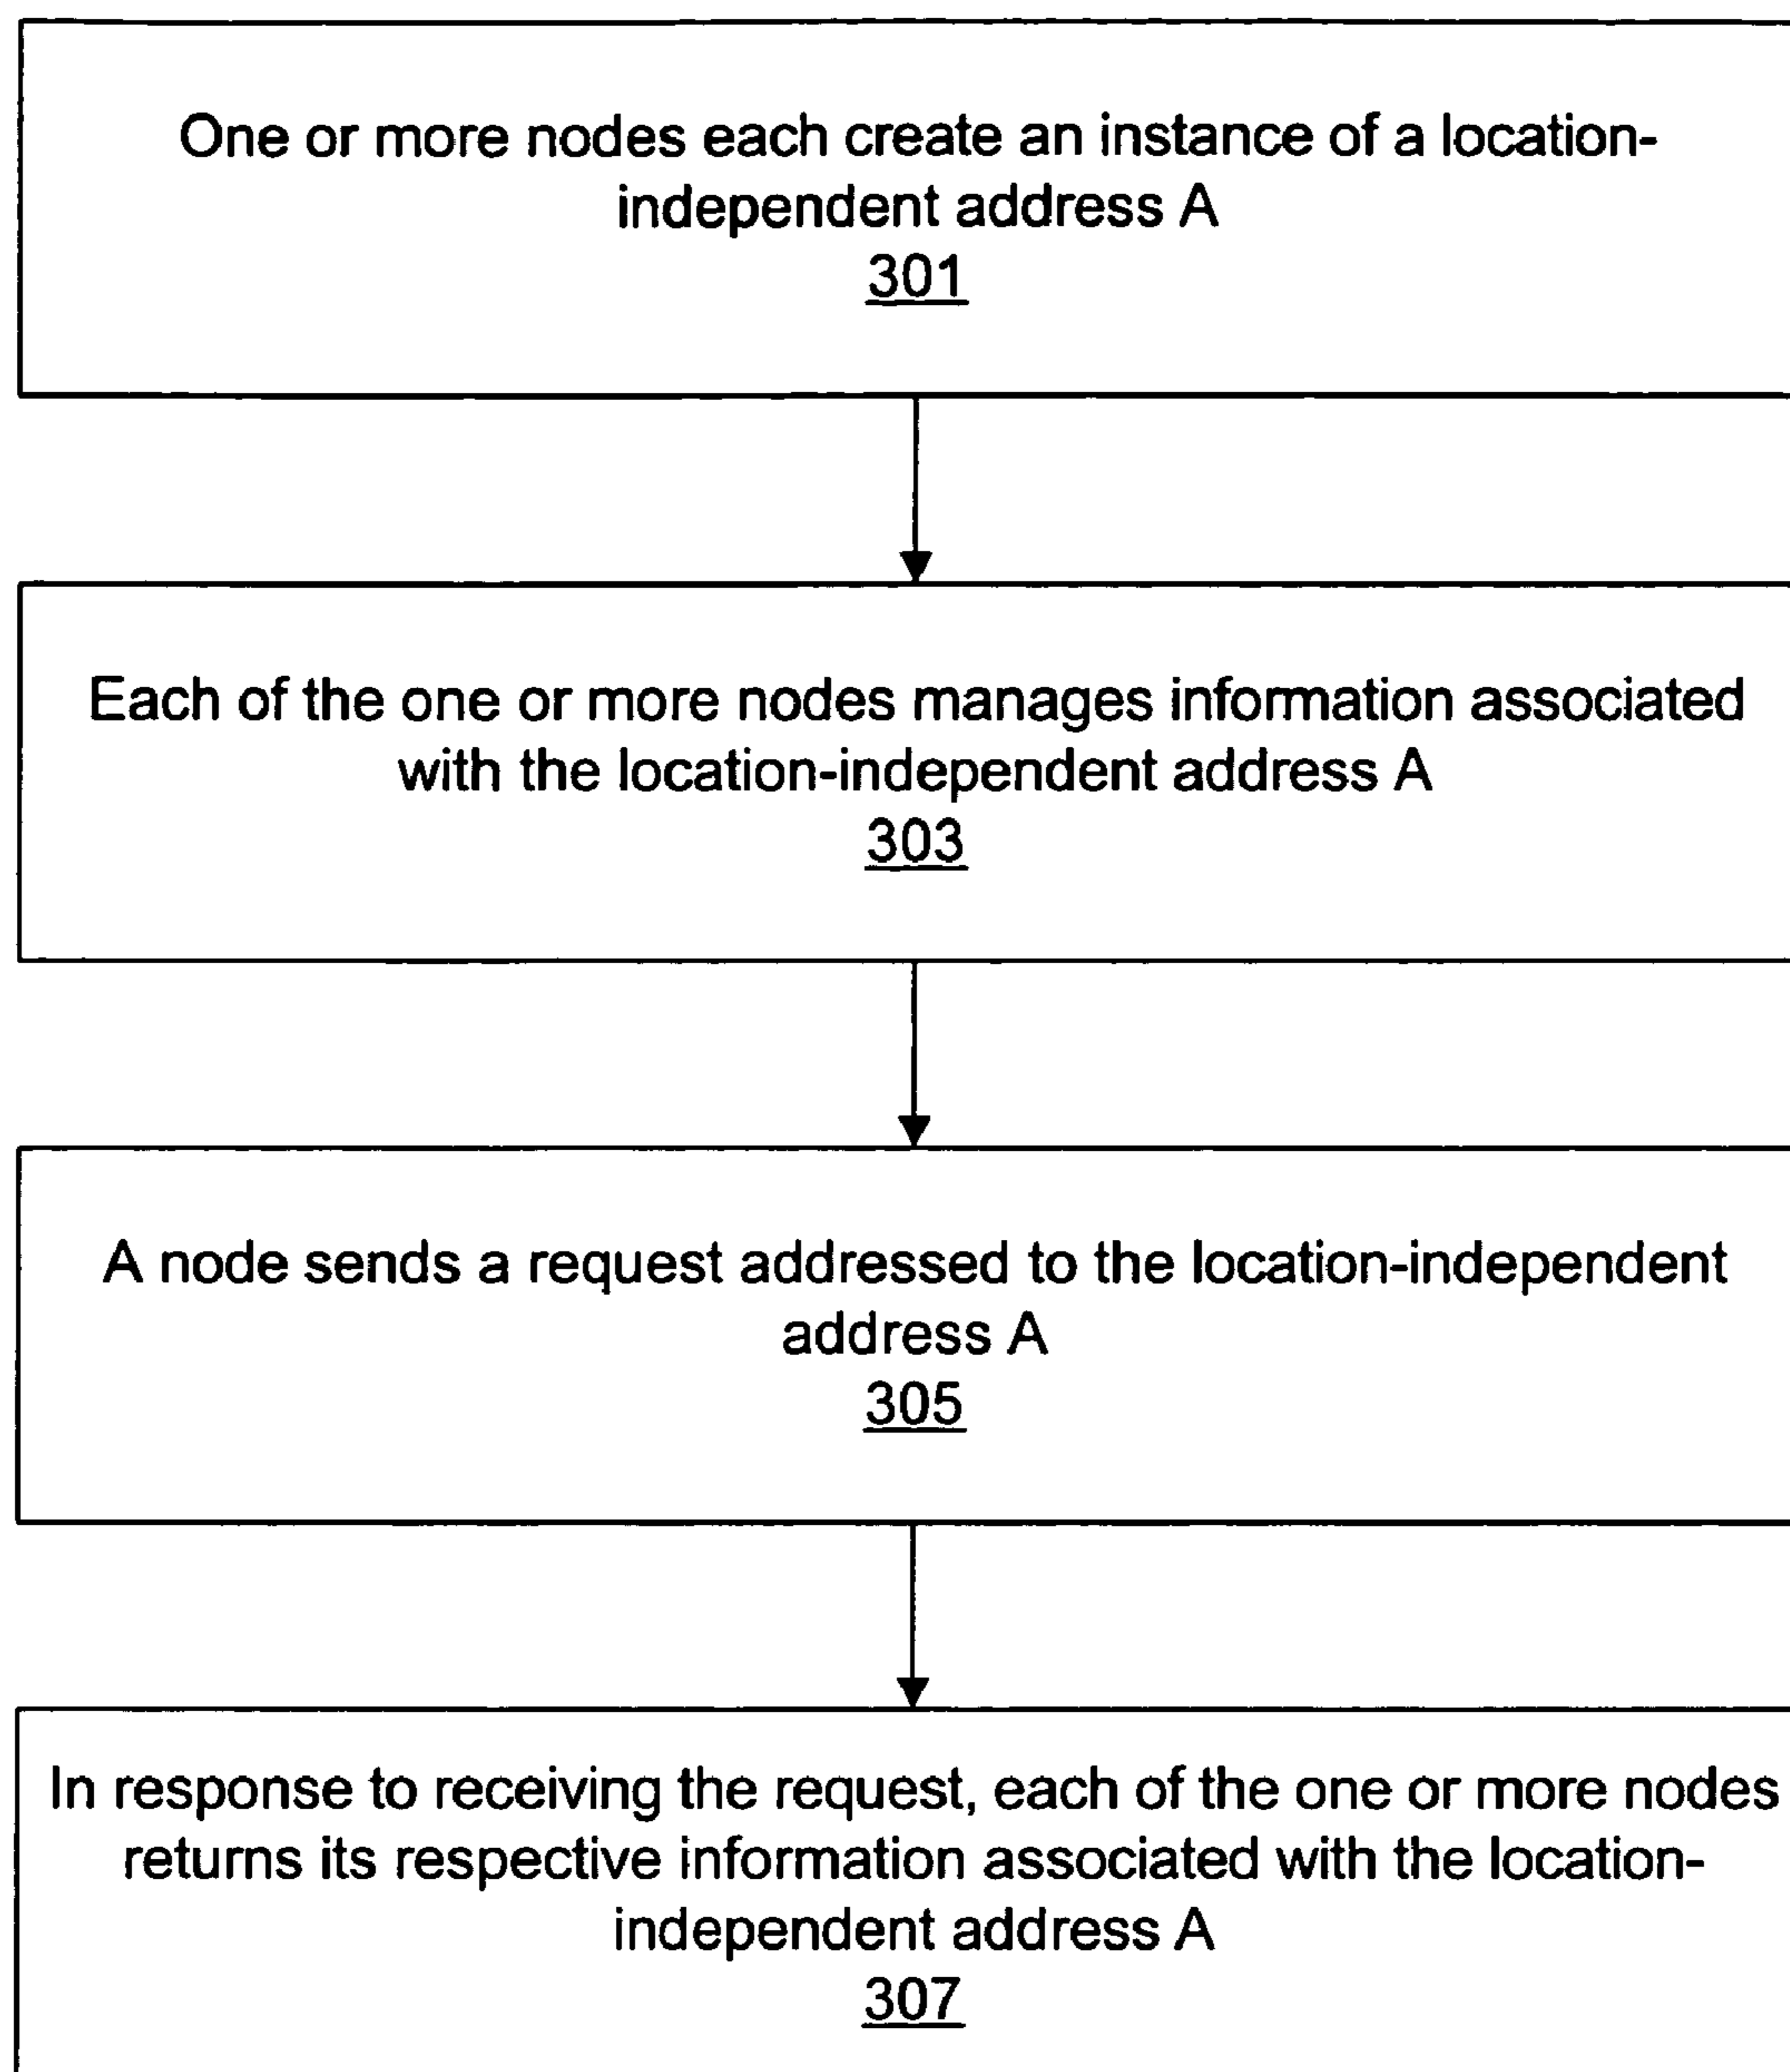 One or more nodes each create an instance of a location-
independent address A
301
Each of the one or more nodes manages information associated
with the location-independent address A
303
A node sends a request addressed to the location-independent
address A
305
In response to receiving the request, each of the one or more nodes
returns its respective information associated with the location-
independent address A
307